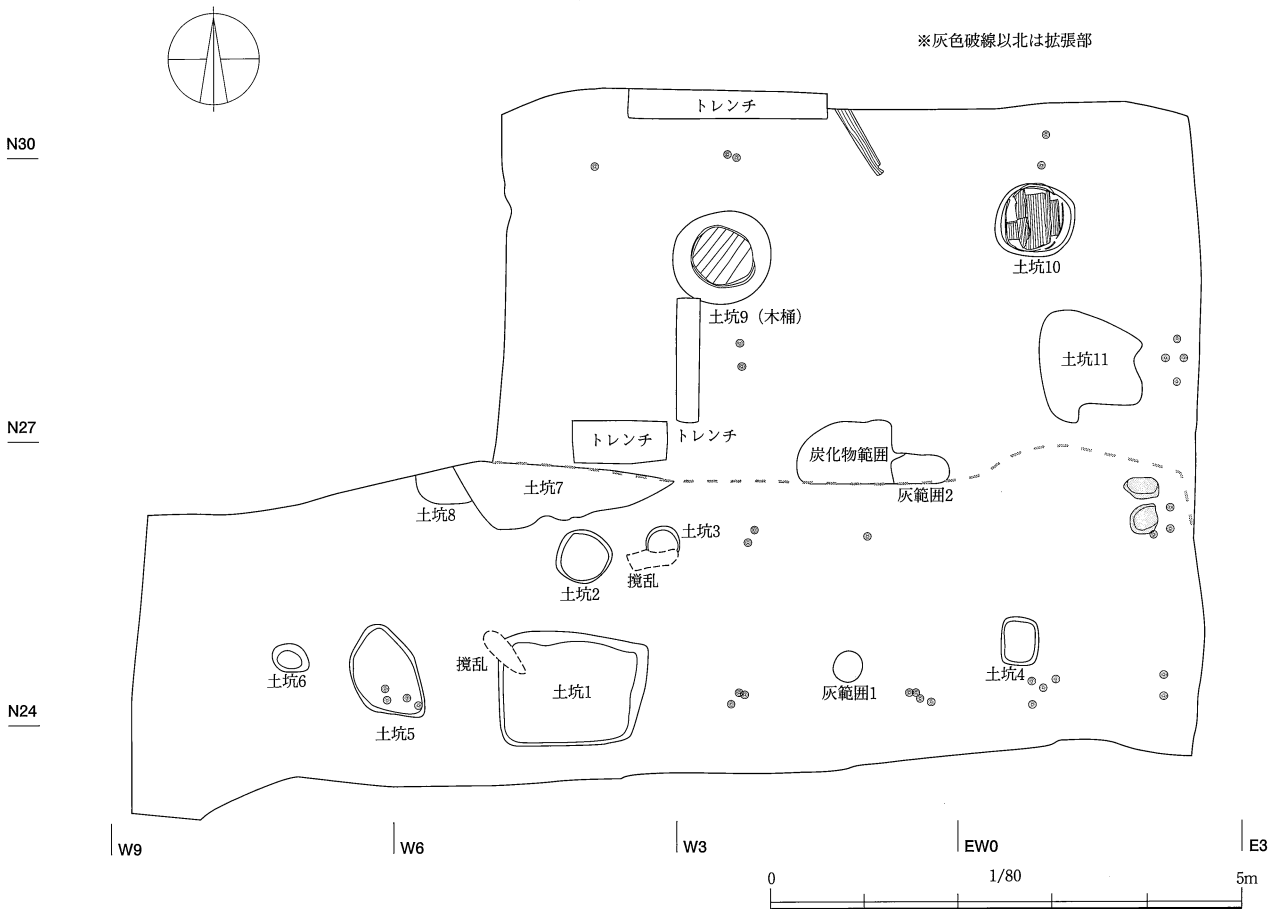 ※灰色破線以北は拡張部
トレンチ
N30
土坑10
土坑9（木桶）
土坑11
N27
トレンチ
トレンチ
炭化物範囲
灰範囲2
土坑7
土坑8
土坑3
撹乱
土坑2
撹乱
土坑6
土坑1
灰範囲1
土坑4
N24
土坑5
W9
W6
W3
EW0
E3
0
1/80
5m